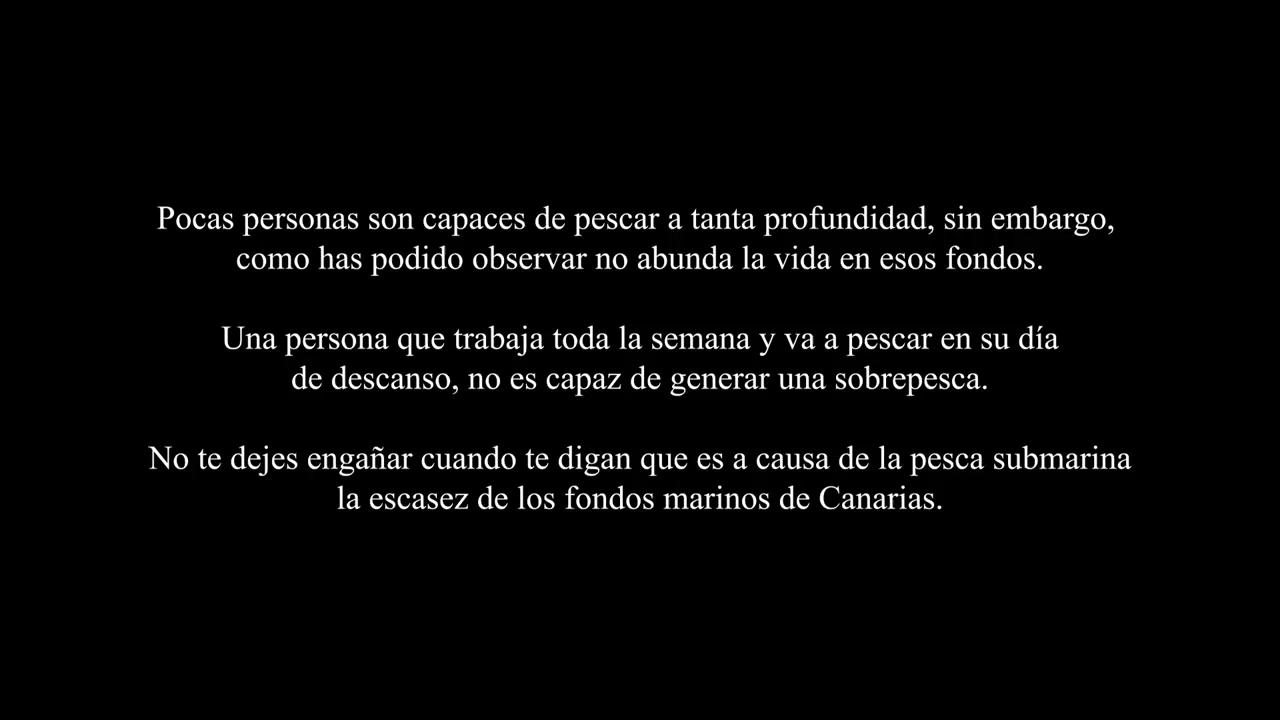 Pocas personas son capaces de pescar a tanta profundidad, sin embargo,
como has podido observar no abunda la vida en esos fondos.
Una persona que trabaja toda la semana y va a pescar en su día
de descanso, no es capaz de generar una sobrepesca.
No te dejes engañar cuando te digan que es a causa de la pesca submarina
la escasez de los fondos marinos de Canarias.